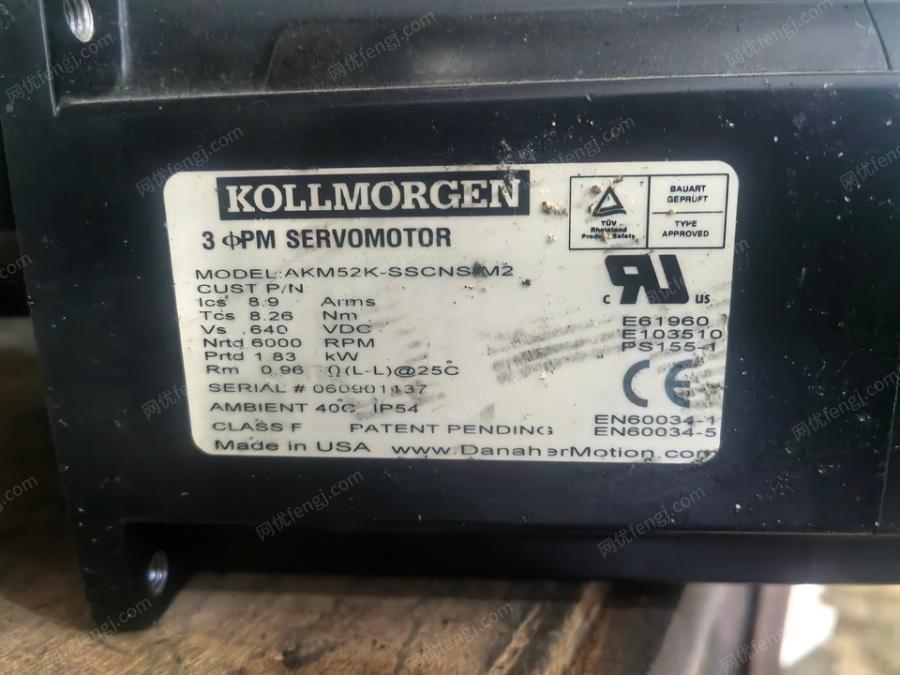 KOLLMORGEN
3 ΦPM SERVOMOTOR
MODEL: AKM52K-SSCNS-M2
CUST P/N
Ics 8.9 Arms
Tcs 8.26 Nm
Vs 640 VDC
Nrtd 6000 RPM
Prtd 1.83 kW
Rm 0.96 Ω(L-L)@25°C
SERIAL # 060901137
AMBIENT 40C IP54
CLASS F PATENT PENDING
Made in USA www.DanaherMotion.com
TÜV
Rheinland
Product Safety
BAUART
GEPRUFT
TYPE
APPROVED
c RU US
E61960
E103510
PS155-1
CE
EN60034-1
EN60034-5
网优fengj.com